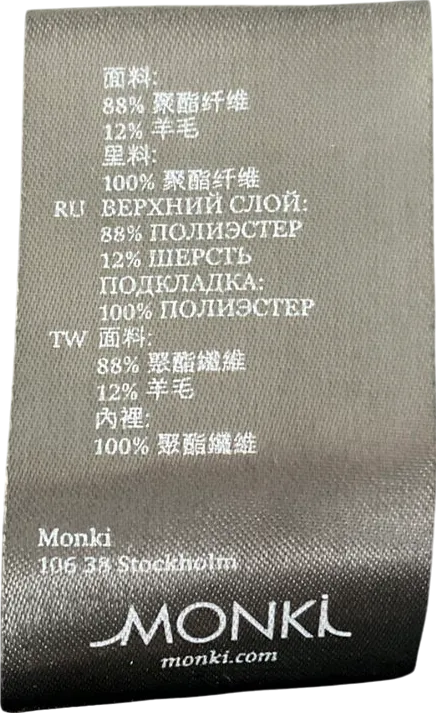 面料:
88% 聚酯纤维
12% 羊毛
里料:
100% 聚酯纤维
RU ВЕРХНИЙ СЛОЙ:
88% ПОЛИЭСТЕР
12% ШЕРСТЬ
ПОДКЛАДКА:
100% ПОЛИЭСТЕР
TW 面料:
88% 聚酯纖維
12% 羊毛
內裡:
100% 聚酯纖維
Monki
106 38 Stockholm
MONKI
monki.com